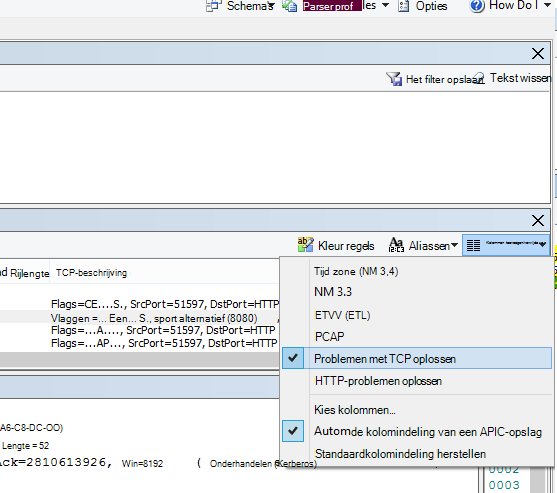 Schema's Parser prof les Opties How Do I
Het filter opslaan Tekst wissen
Kleur regels Aliassen
nd Rijlengte TCP-beschrijving
Tijd zone (NM 3,4)
NM 3.3
Flags=CE....S., SrcPort=51597, DstPort=HTTP
ETVV (ETL)
Vlaggen =... Een... S., sport alternatief (8080)
Flags=...A...., SrcPort=51597, DstPort=HTTP
PCAP
Flags=...AP..., SrcPort=51597, DstPort=HTTP
Problemen met TCP oplossen
HTTP-problemen oplossen
Kies kolommen...
A6-C8-DC-OO)
Automde kolomindeling van een APIC-opslag
Lengte = 52
Standaardkolomindeling herstellen
Ack=2810613926, Win=8192 ( Onderhandelen (Kerberos)
0002
0003